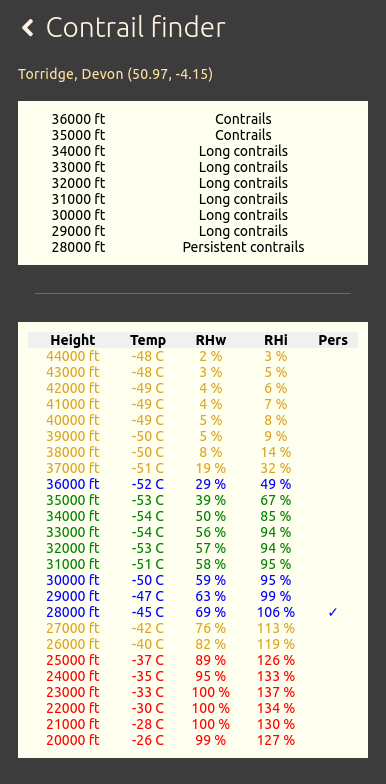 Contrail finder
Torridge, Devon (50.97, -4.15)
36000 ft Contrails
35000 ft Contrails
34000 ft Long contrails
33000 ft Long contrails
32000 ft Long contrails
31000 ft Long contrails
30000 ft Long contrails
29000 ft Long contrails
28000 ft Persistent contrails
Height Temp RHw RHi Pers
44000 ft -48 C 2 % 3 %
43000 ft -48 C 3 % 5 %
42000 ft -49 C 4 % 6 %
41000 ft -49 C 4 % 7 %
40000 ft -49 C 5 % 8 %
39000 ft -50 C 5 % 9 %
38000 ft -50 C 8 % 14 %
37000 ft -51 C 19 % 32 %
36000 ft -52 C 29 % 49 %
35000 ft -53 C 39 % 67 %
34000 ft -54 C 50 % 85 %
33000 ft -54 C 56 % 94 %
32000 ft -53 C 57 % 94 %
31000 ft -51 C 58 % 95 %
30000 ft -50 C 59 % 95 %
29000 ft -47 C 63 % 99 %
28000 ft -45 C 69 % 106 % ✓
27000 ft -42 C 76 % 113 %
26000 ft -40 C 82 % 119 %
25000 ft -37 C 89 % 126 %
24000 ft -35 C 95 % 133 %
23000 ft -33 C 100 % 137 %
22000 ft -30 C 100 % 134 %
21000 ft -28 C 100 % 130 %
20000 ft -26 C 99 % 127 %